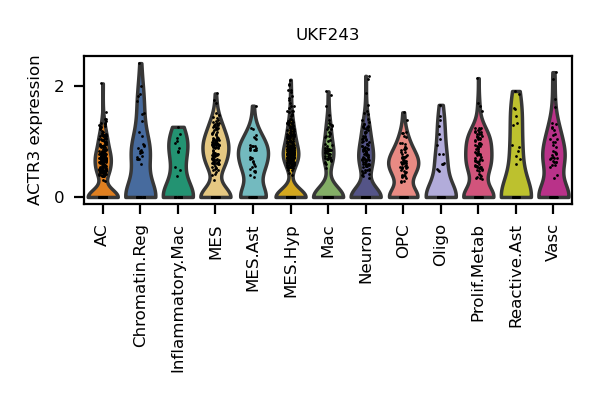 UKF243
ACTR3 expression
2
0
AC
Chromatin.Reg
Inflammatory.Mac
MES
MES.Ast
MES.Hyp
Mac
Neuron
OPC
Oligo
Prolif.Metab
Reactive.Ast
Vasc